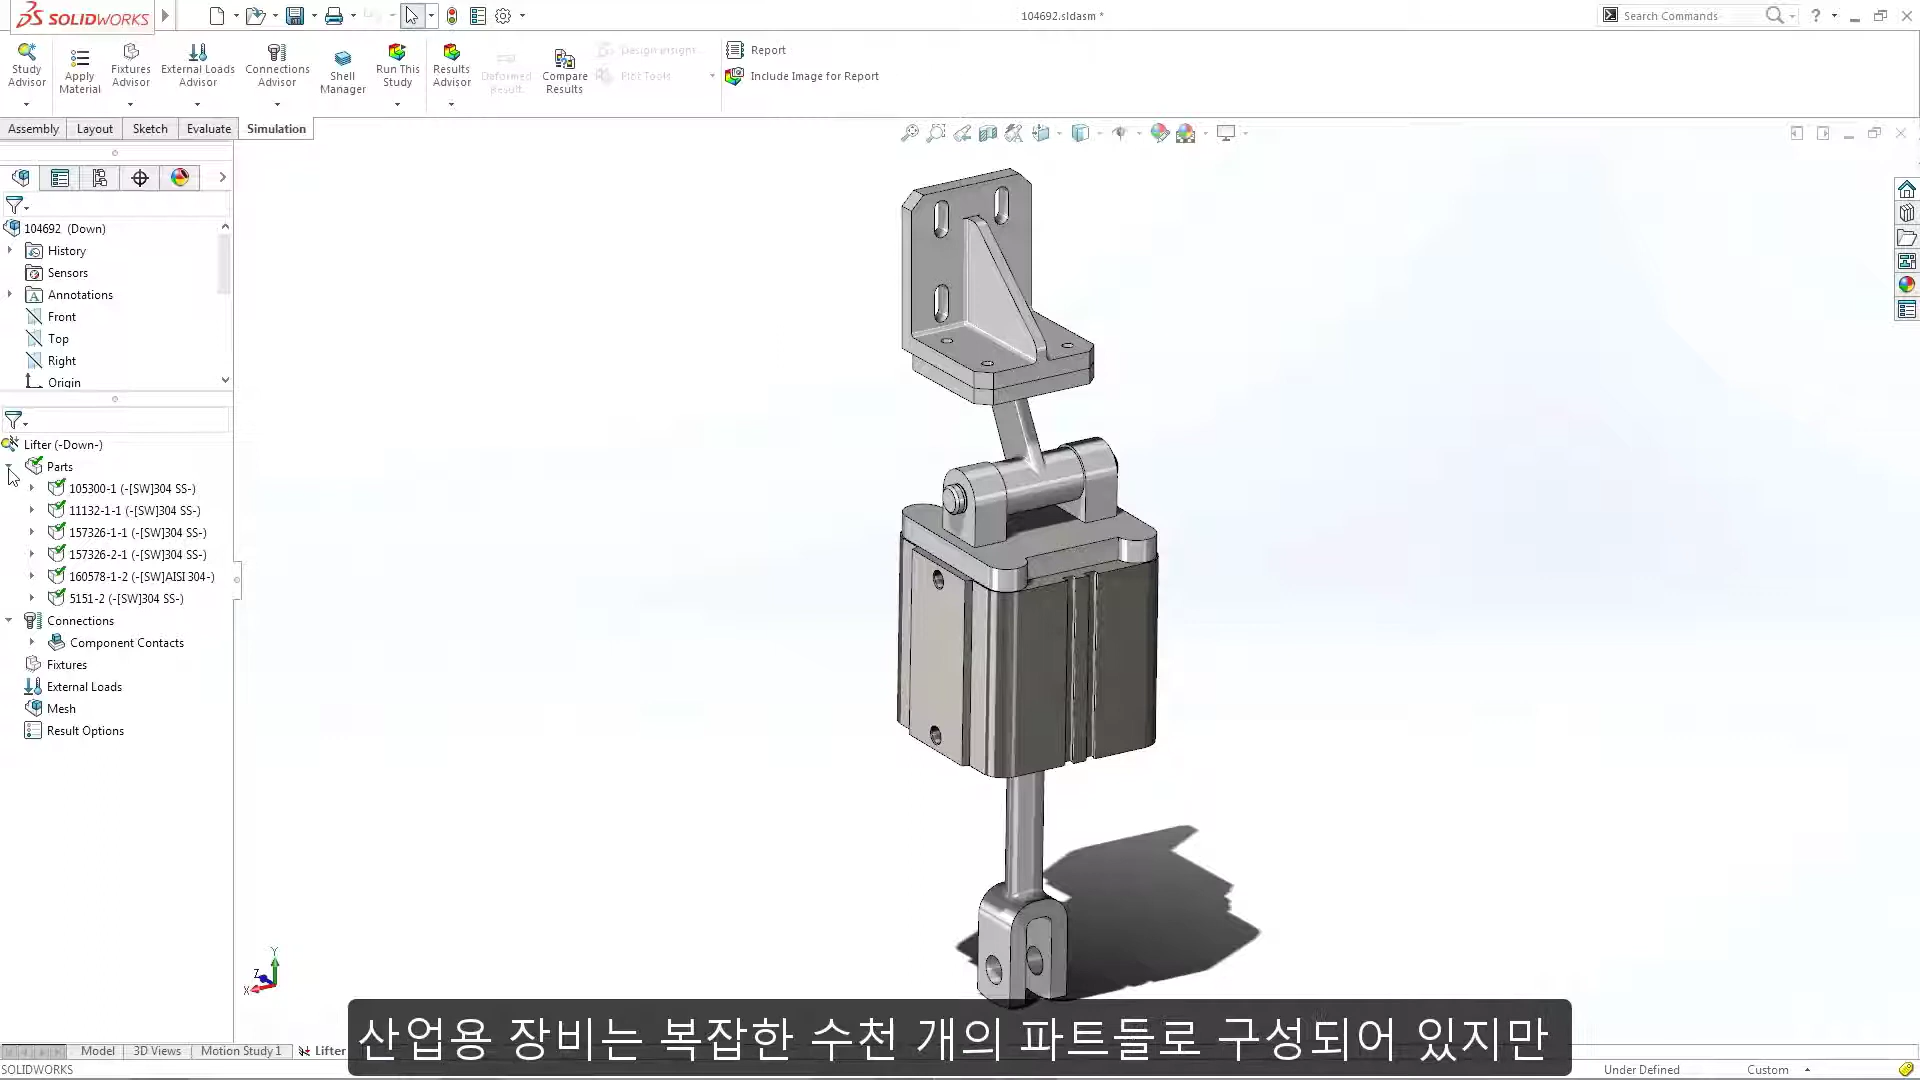 SOLIDWORKS
104692.sldasm *
Search Commands
?
Study Advisor
Apply Material
Fixtures Advisor
External Loads Advisor
Connections Advisor
Shell Manager
Run This Study
Results Advisor
Deformed Result
Compare Results
Design Insight
Plot Tools
Report
Include Image for Report
Assembly
Layout
Sketch
Evaluate
Simulation
104692 (Down)
History
Sensors
Annotations
Front
Top
Right
Origin
Lifter (-Down-)
Parts
105300-1 (-[SW]304 SS-)
11132-1-1 (-[SW]304 SS-)
157326-1-1 (-[SW]304 SS-)
157326-2-1 (-[SW]304 SS-)
160578-1-2 (-[SW]AISI 304-)
5151-2 (-[SW]304 SS-)
Connections
Component Contacts
Fixtures
External Loads
Mesh
Result Options
Y
Z
X
산업용 장비는 복잡한 수천 개의 파트들로 구성되어 있지만
Model
3D Views
Motion Study 1
Lifter
SOLIDWORKS
Under Defined
Custom